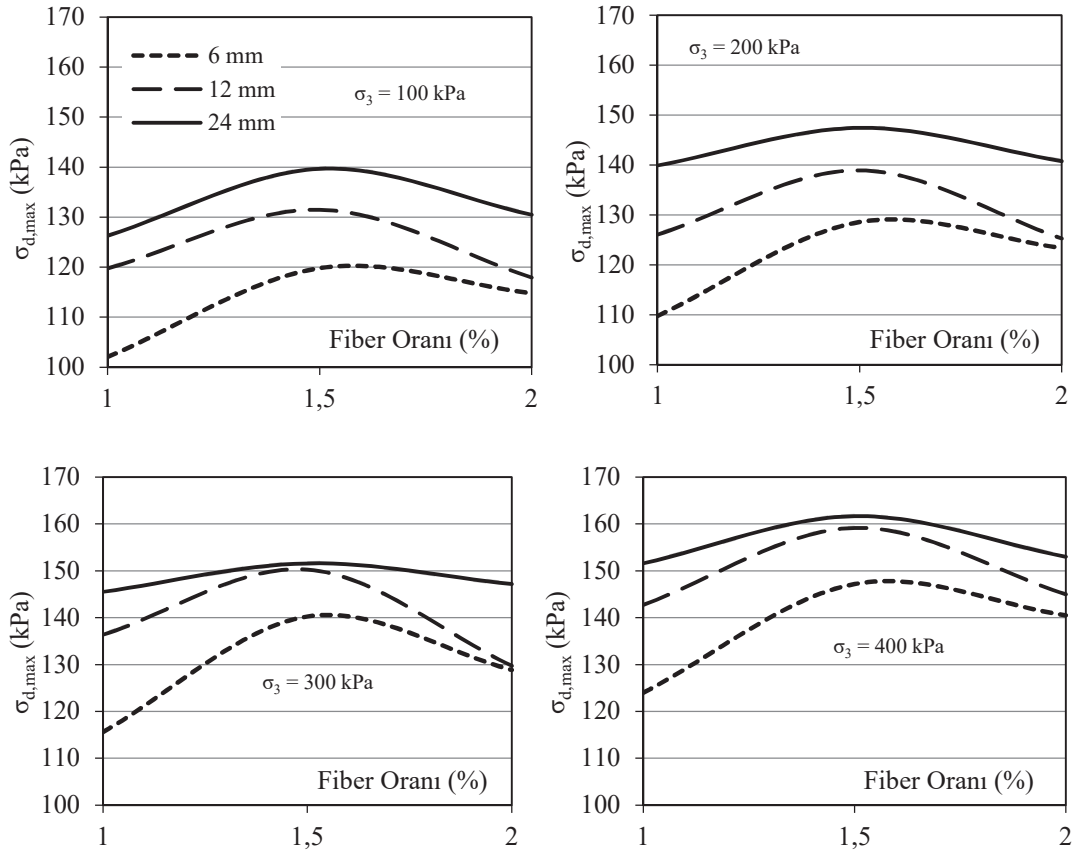 170
160
150
140
130
120
110
100
σd,max (kPa)
6 mm
12 mm
24 mm
σ3 = 100 kPa
Fiber Oranı (%)
1
1,5
2
170
160
150
140
130
120
110
100
σd,max (kPa)
σ3 = 200 kPa
Fiber Oranı (%)
1
1,5
2
170
160
150
140
130
120
110
100
σd,max (kPa)
σ3 = 300 kPa
Fiber Oranı (%)
1
1,5
2
170
160
150
140
130
120
110
100
σd,max (kPa)
σ3 = 400 kPa
Fiber Oranı (%)
1
1,5
2